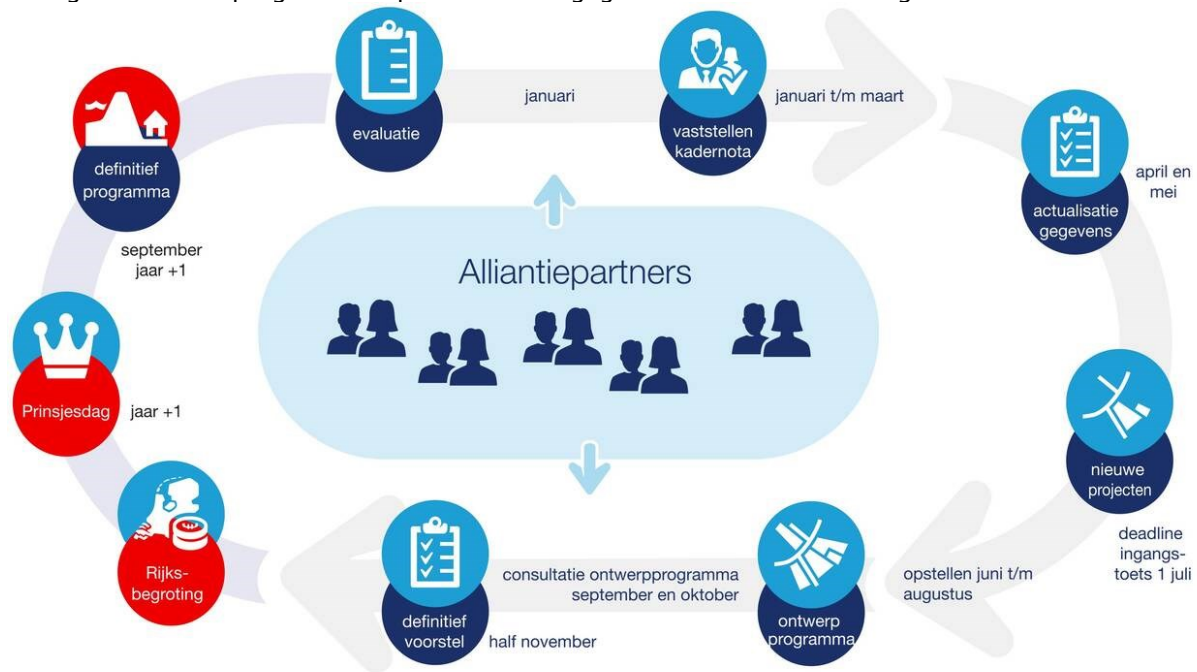 evaluatie
januari
vaststellen
kadernota
januari t/m maart
actualisatie
gegevens
april en
mei
nieuwe
projecten
deadline
ingangs-
toets 1 juli
opstellen juni t/m
augustus
ontwerp
programma
consultatie ontwerpprogramma
september en oktober
definitief
voorstel
half november
Rijks-
begroting
Prinsjesdag
jaar +1
definitief
programma
september
jaar +1
Alliantiepartners